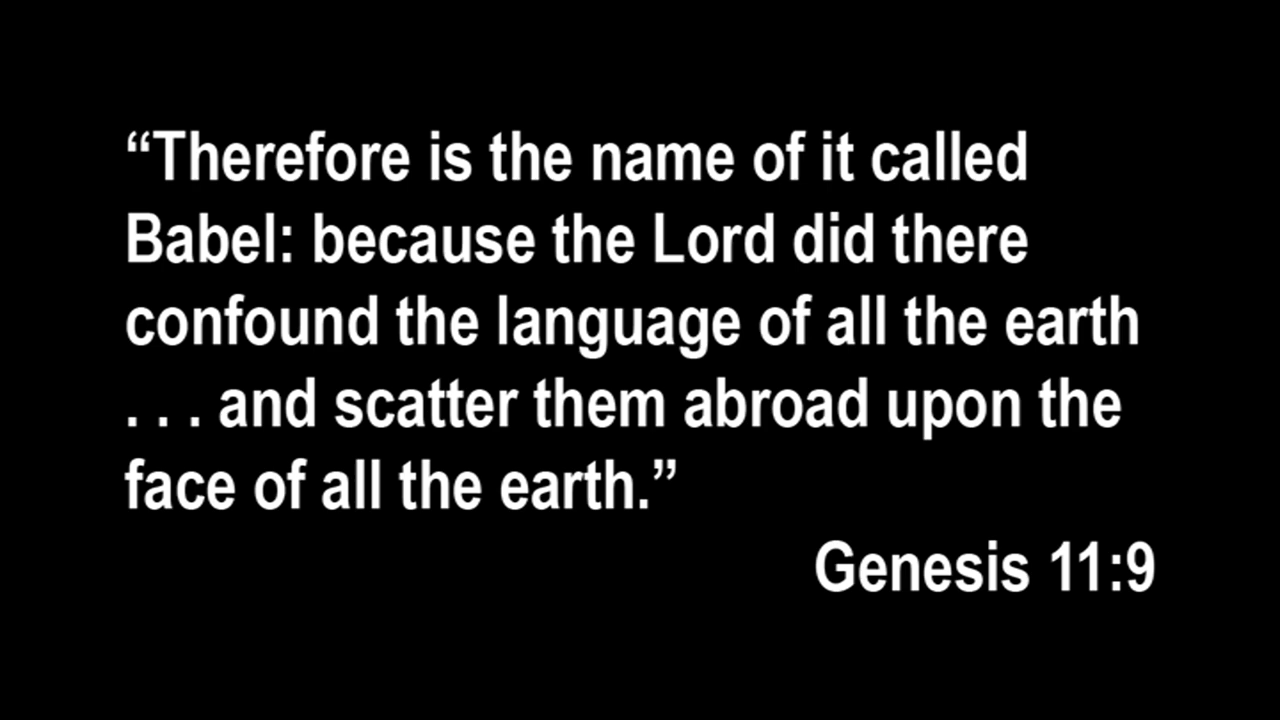 “Therefore is the name of it called
Babel: because the Lord did there
confound the language of all the earth
. . . and scatter them abroad upon the
face of all the earth.”
Genesis 11:9